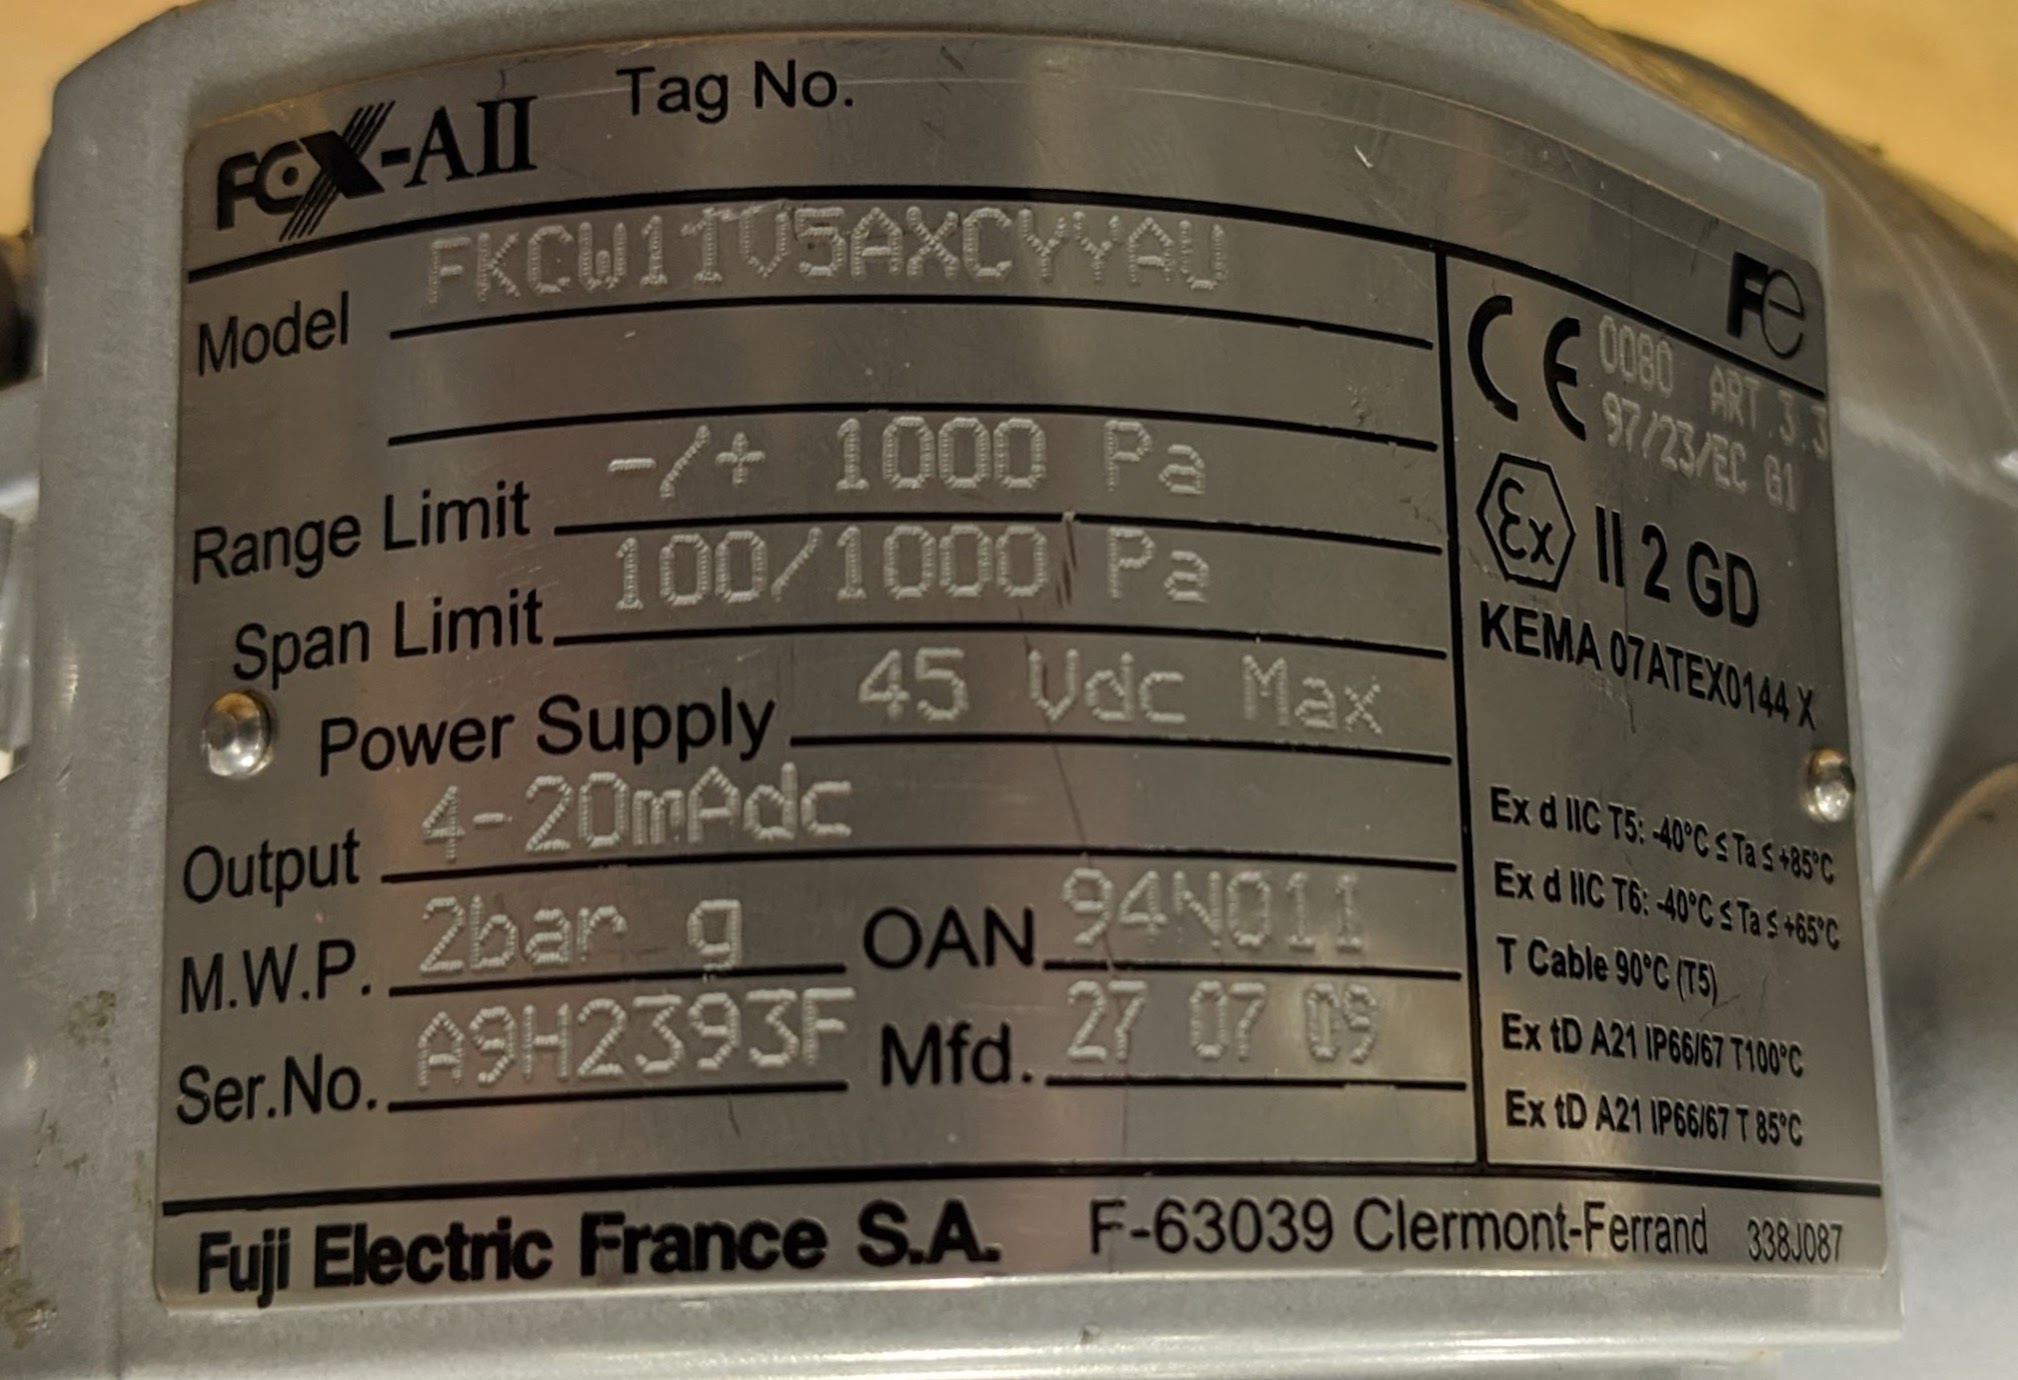 FCX-AII Tag No.
Fe
Model FKCW11V5AXCYYAU
Range Limit -/+ 1000 Pa
Span Limit 100/1000 Pa
Power Supply 45 Vdc Max
Output 4-20mAdc
M.W.P. 2bar g OAN 94N011
Ser.No. A9H2393F Mfd. 27 07 09
CE 0080 ART 3.3
97/23/EC G1
Ex II 2 GD
KEMA 07ATEX0144 X
Ex d IIC T5: -40°C ≤ Ta ≤ +85°C
Ex d IIC T6: -40°C ≤ Ta ≤ +65°C
T Cable 90°C (T5)
Ex tD A21 IP66/67 T100°C
Ex tD A21 IP66/67 T 85°C
Fuji Electric France S.A. F-63039 Clermont-Ferrand 338J087